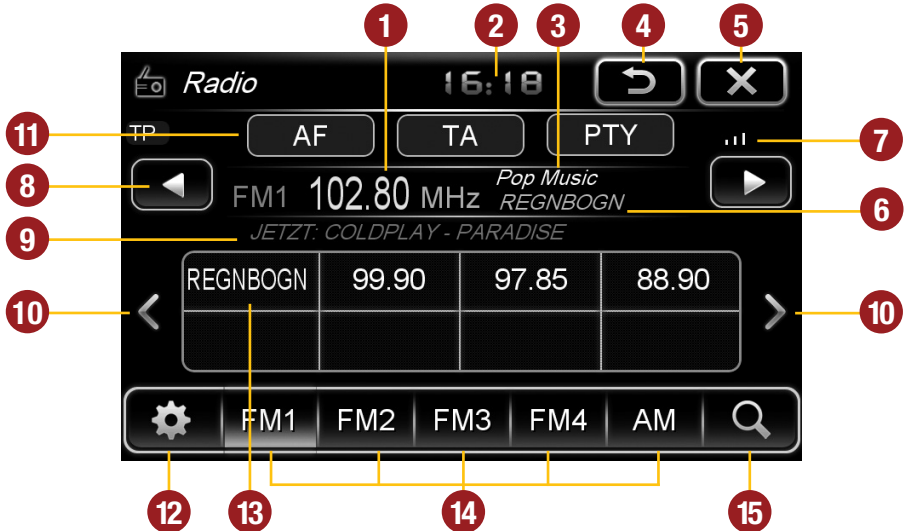 1 2 3 4 5
Radio 16:18
11 TP AF TA PTY 7
8 FM1 102.80 MHz Pop Music
REGNBOGN 6
9 JETZT: COLDPLAY - PARADISE
REGNBOGN 99.90 97.85 88.90
10 10
FM1 FM2 FM3 FM4 AM
12 13 14 15